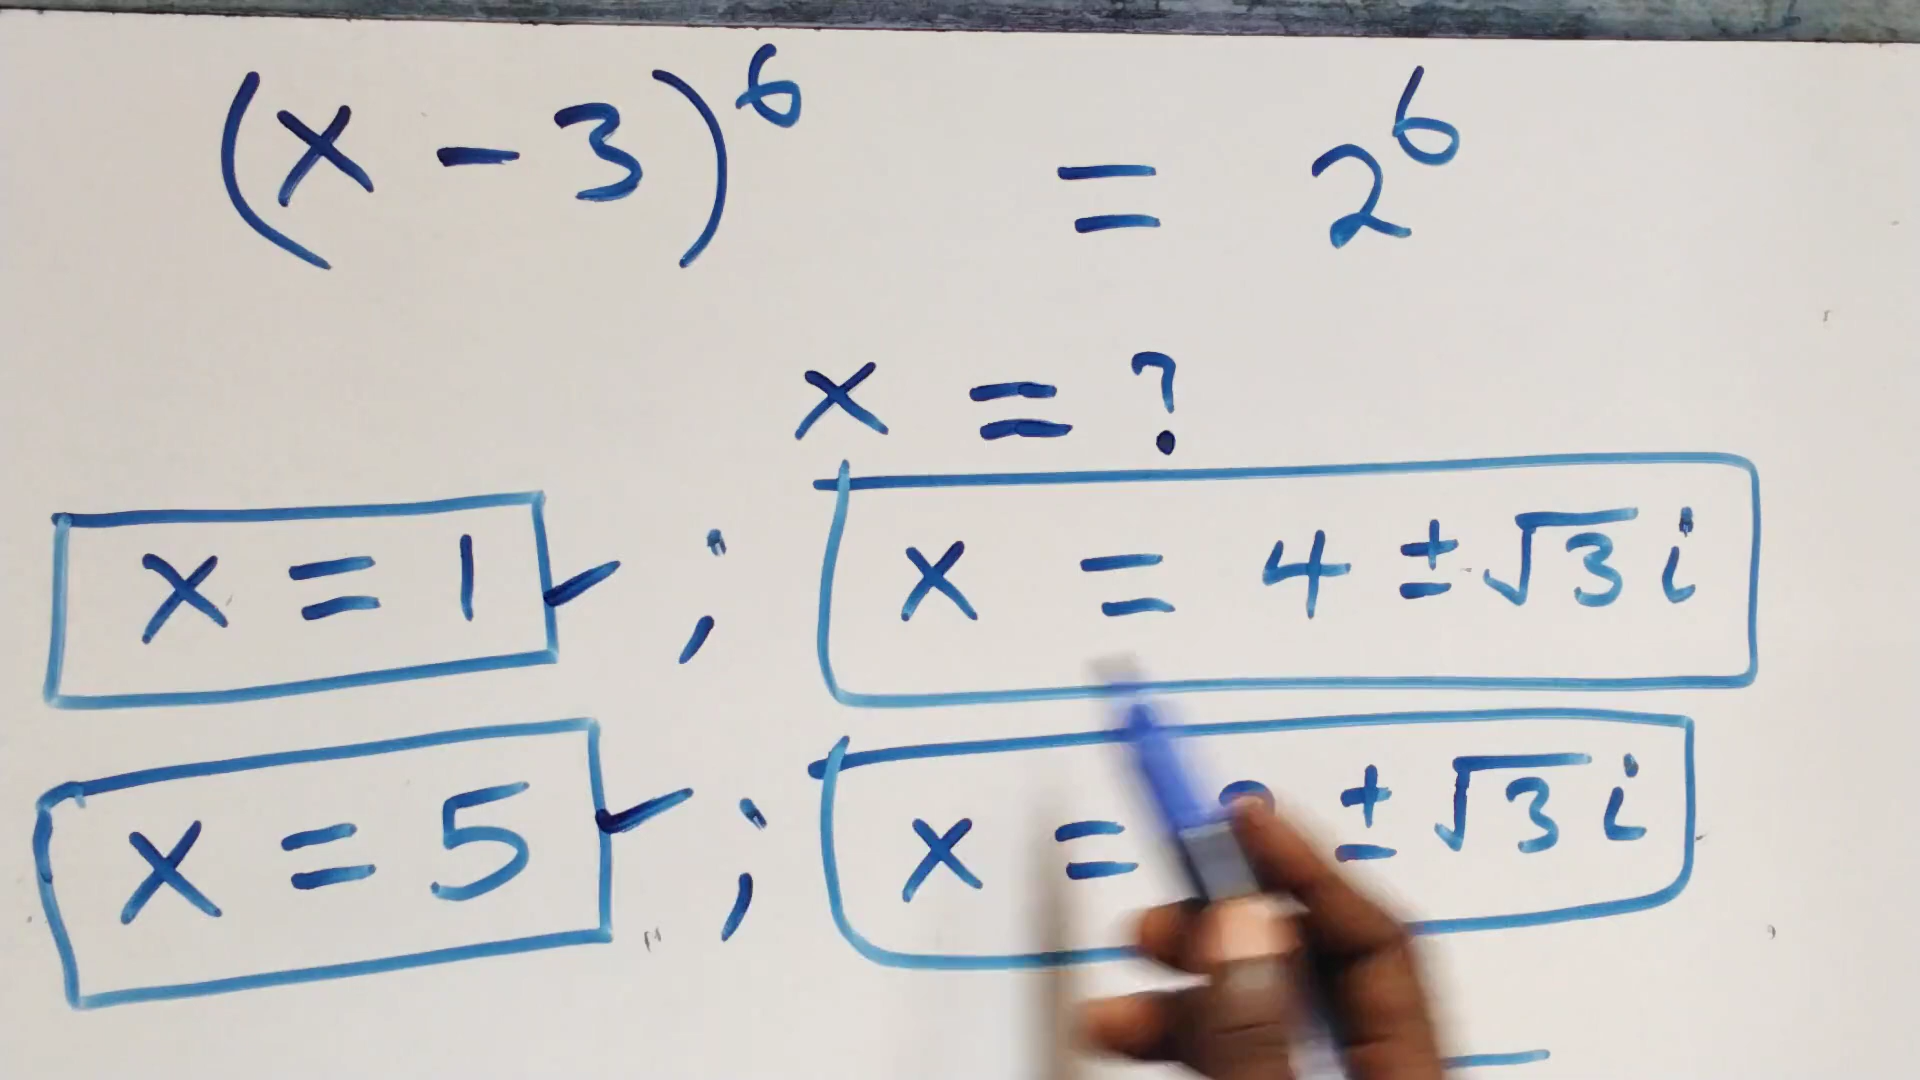 (x - 3)⁶ = 2⁶
x = ?
x = 1 ✓ ; x = 4 ± √3 i
x = 5 ✓ ; x = ± √3 i